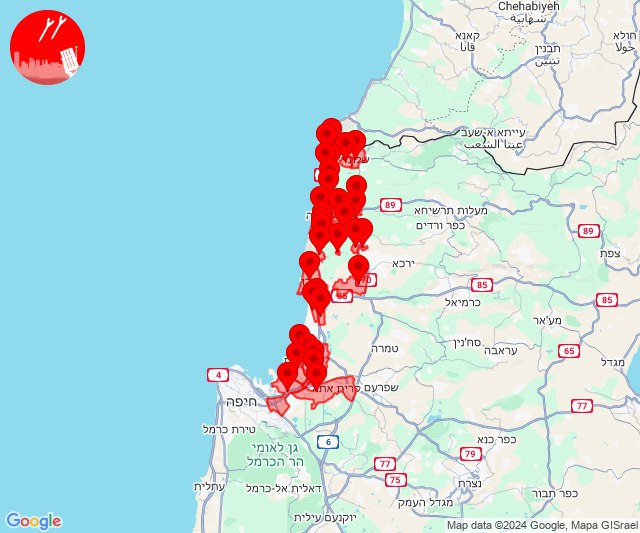 Chehabiyeh
شهابية
חולא
خولا
קאנא
قانا
תבנין
تبنين
עייתא א-שעב
عيتا الشعب
89
מעלות תרשיחא
כפר ורדים
89
צפת
ירכא
70
85
85
85
כרמיאל
מע'אר
סח'נין
עראבה
טמרה
65
מגדל
4
שפרעם
קרית אתא
77
חיפה
טירת כרמל
6
כפר כנא
גן לאומי
הר הכרמל
79
77
75
נצרת
דאלית אל-כרמל
עתלית
מגדל העמק
כפר תבור
יוקנעם עילית
Google
Map data ©2024 Google, Mapa GISrael